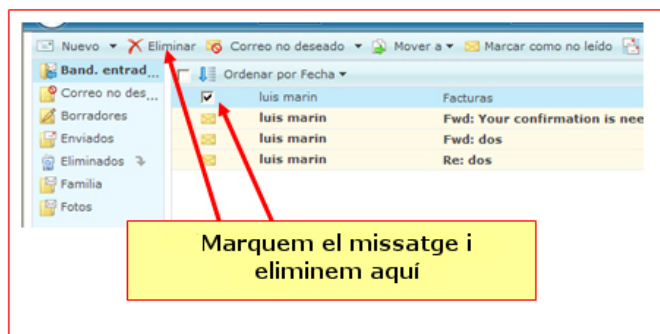 Nuevo Eliminar Correo no deseado Mover a Marcar como no leído
Band. entrad... Ordenar por Fecha
Correo no des... luis marin Facturas
Borradores luis marin Fwd: Your confirmation is nee
Enviados luis marin Fwd: dos
Eliminados luis marin Re: dos
Familia
Fotos
Marquem el missatge i
eliminem aquí